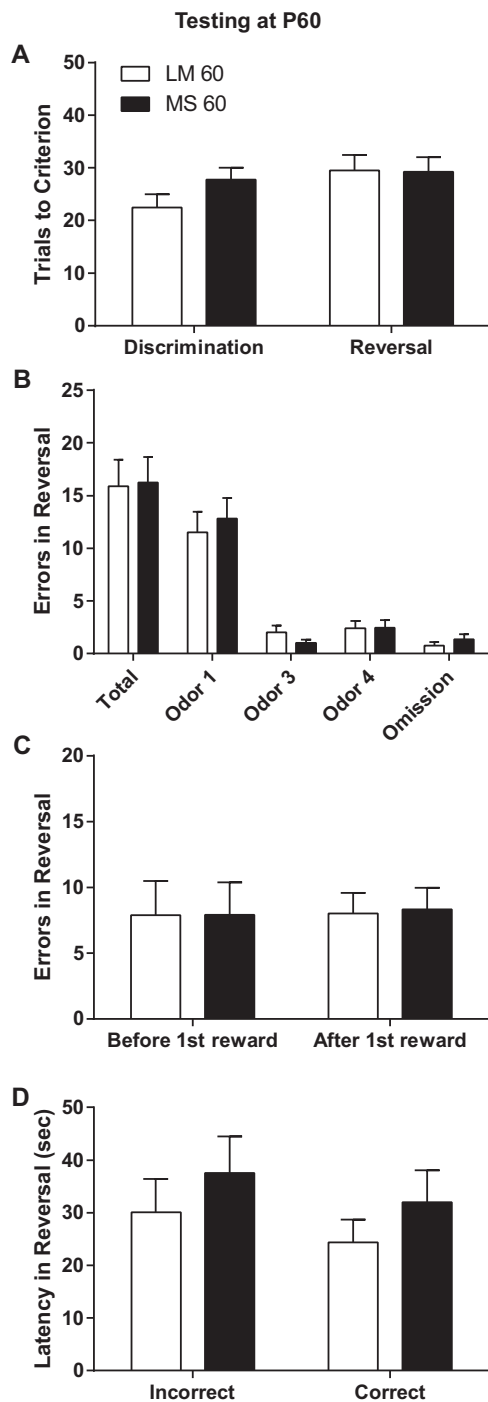 Testing at P60
A
LM 60
MS 60
Trials to Criterion
50
40
30
20
10
0
Discrimination
Reversal
B
Errors in Reversal
25
20
15
10
5
0
Total
Odor 1
Odor 3
Odor 4
Omission
C
Errors in Reversal
20
15
10
5
0
Before 1st reward
After 1st reward
D
Latency in Reversal (sec)
50
40
30
20
10
0
Incorrect
Correct